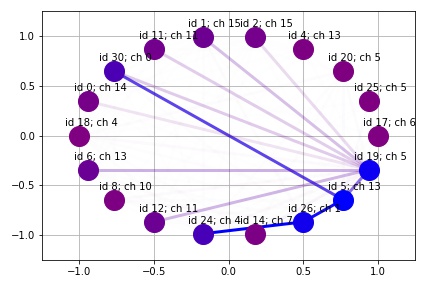 1.0
0.5
0.0
−0.5
−1.0
−1.0
−0.5
0.0
0.5
1.0
id 1; ch 15
id 2; ch 15
id 11; ch 11
id 4; ch 13
id 30; ch
id 20; ch 5
id 0; ch 14
id 25; ch 5
id 18; ch 4
id 17; ch 6
id 6; ch 13
id 19; ch 5
id 8; ch 10
id 5; ch 13
id 12; ch 11
id 26; ch
id 24; ch 4
id 14; ch 7